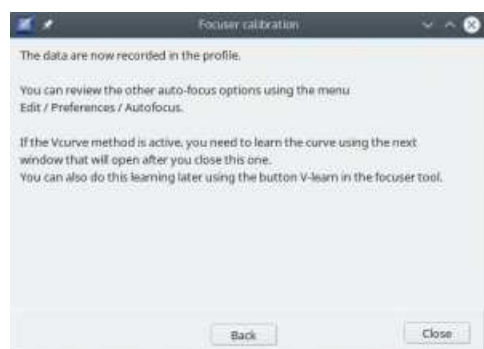 Focuser calibration
The data are now recorded in the profile.
You can review the other auto-focus options using the menu
Edit / Preferences / Autofocus.
If the Vcurve method is active, you need to learn the curve using the next
window that will open after you close this one.
You can also do this learning later using the button V-learn in the focuser tool.
Back
Close